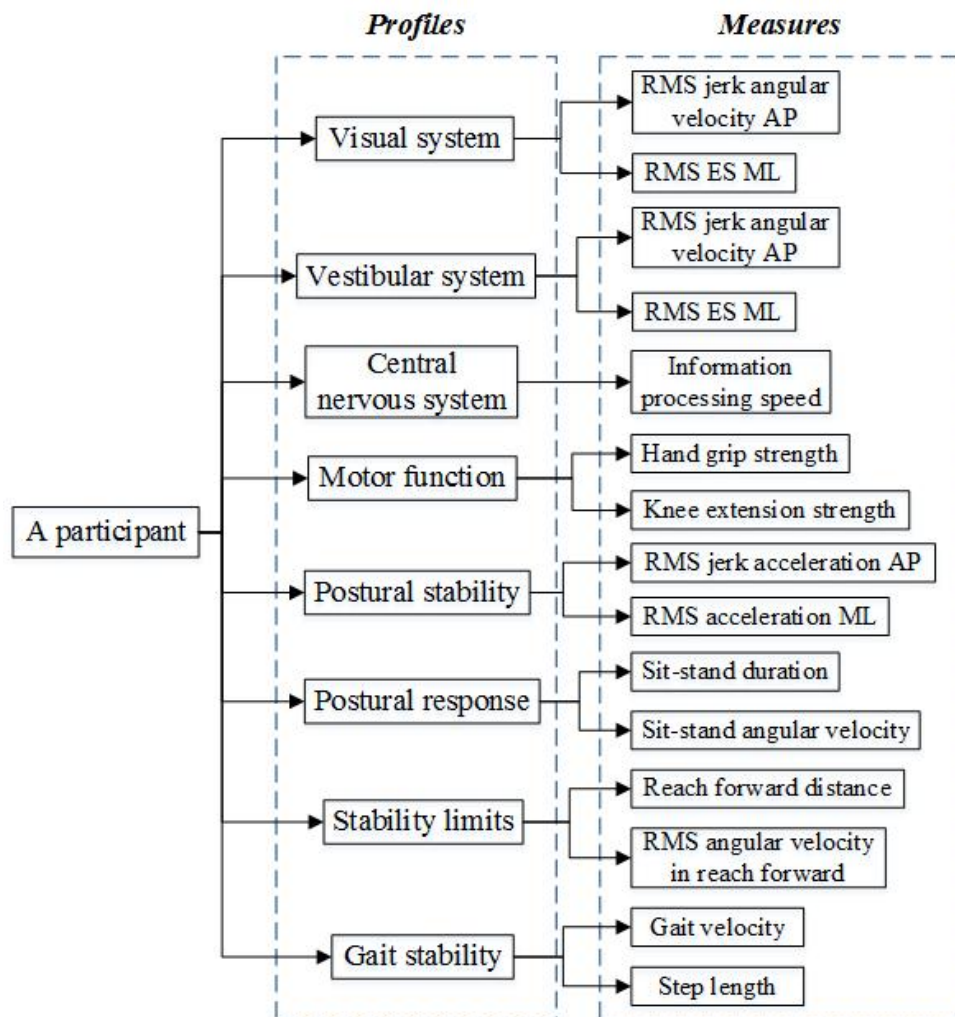 Profiles
Measures
A participant
Visual system
RMS jerk angular
velocity AP
RMS ES ML
Vestibular system
RMS jerk angular
velocity AP
RMS ES ML
Central
nervous system
Information
processing speed
Motor function
Hand grip strength
Knee extension strength
Postural stability
RMS jerk acceleration AP
RMS acceleration ML
Postural response
Sit-stand duration
Sit-stand angular velocity
Stability limits
Reach forward distance
RMS angular velocity
in reach forward
Gait stability
Gait velocity
Step length